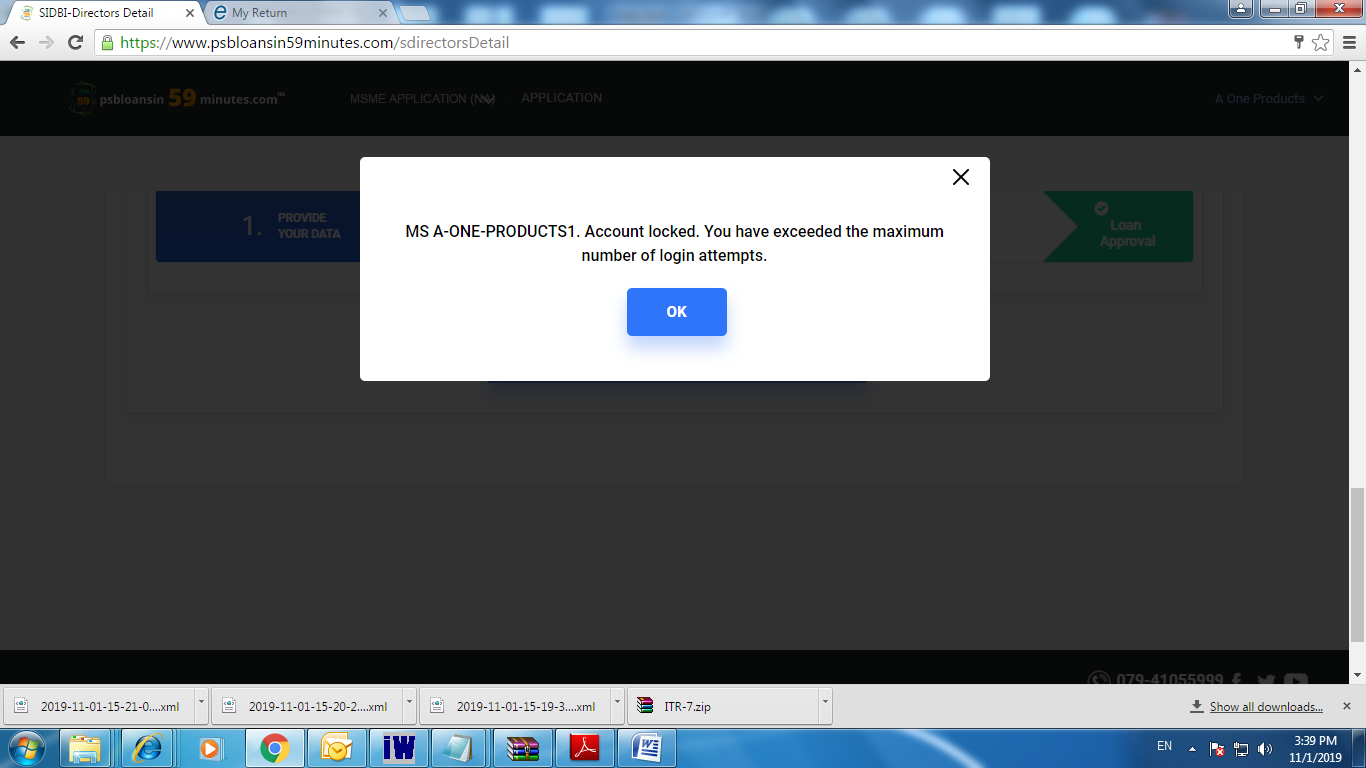 SIDBI-Directors Detail
My Return
https://www.psbloansin59minutes.com/sdirectorsDetail
psbloansin 59 minutes.com™
MSME APPLICATION
APPLICATION
A One Products
1. PROVIDE
YOUR DATA
Loan
Approval
MS A-ONE-PRODUCTS1. Account locked. You have exceeded the maximum
number of login attempts.
OK
079-41055999
2019-11-01-15-21-0....xml
2019-11-01-15-20-2....xml
2019-11-01-15-19-3....xml
ITR-7.zip
Show all downloads...
EN
3:39 PM
11/1/2019